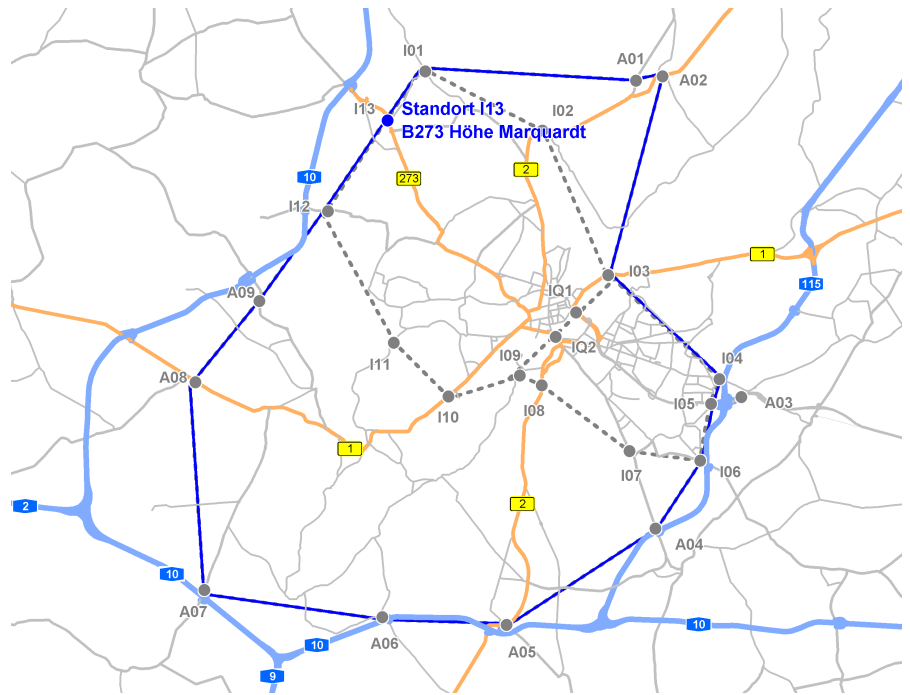 I01
A01
A02
I13
Standort I13
B273 Höhe Marquardt
I02
2
10
273
I12
1
I03
115
A09
IQ1
IQ2
I11
I09
I04
A08
I10
I08
I05
A03
1
I07
I06
2
2
A04
10
A07
10
A06
A05
10
9